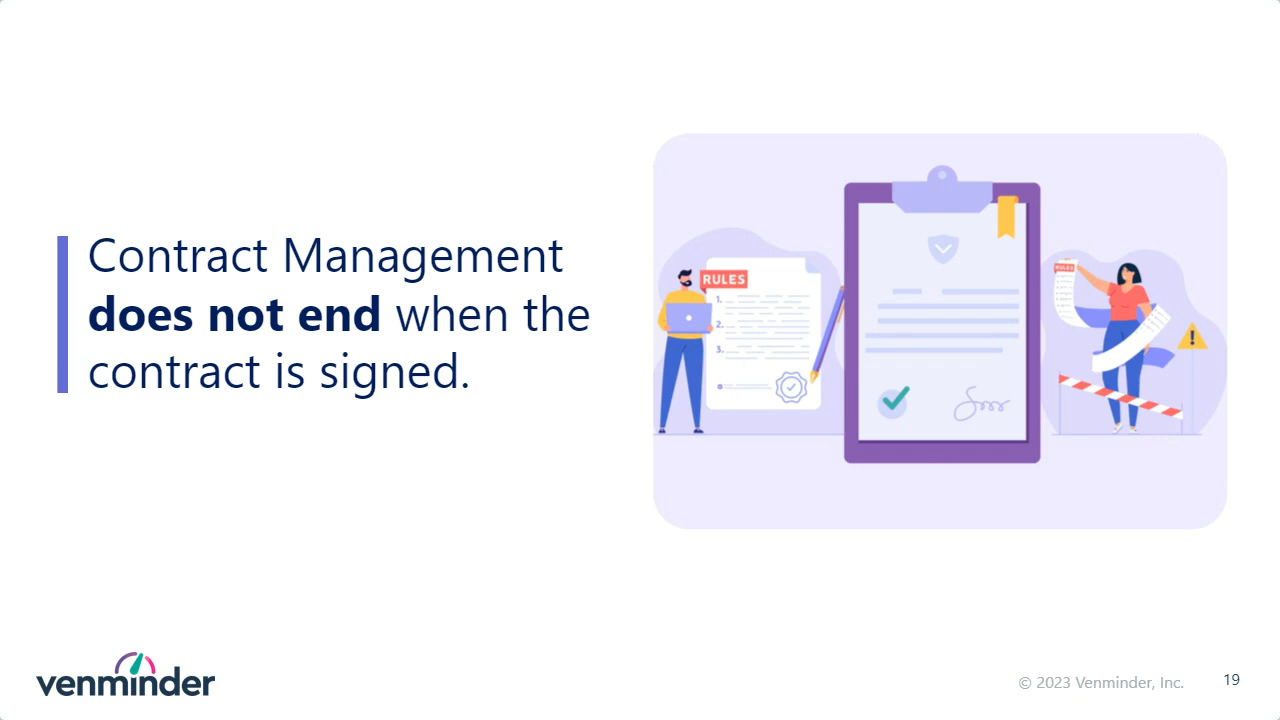 Contract Management
does not end when the
contract is signed.
RULES
1.
2.
3.
RULES
!
venminder
© 2023 Venminder, Inc.
19